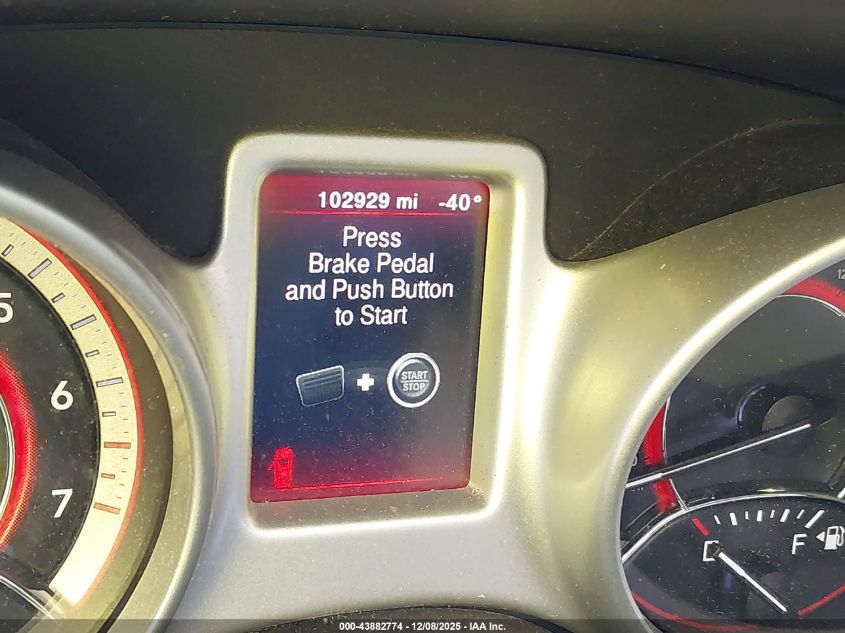 102929 mi -40°
Press
Brake Pedal
and Push Button
to Start
START
STOP
5
6
7
F
000-43882774 | 12/08/2025 - IAA Inc.